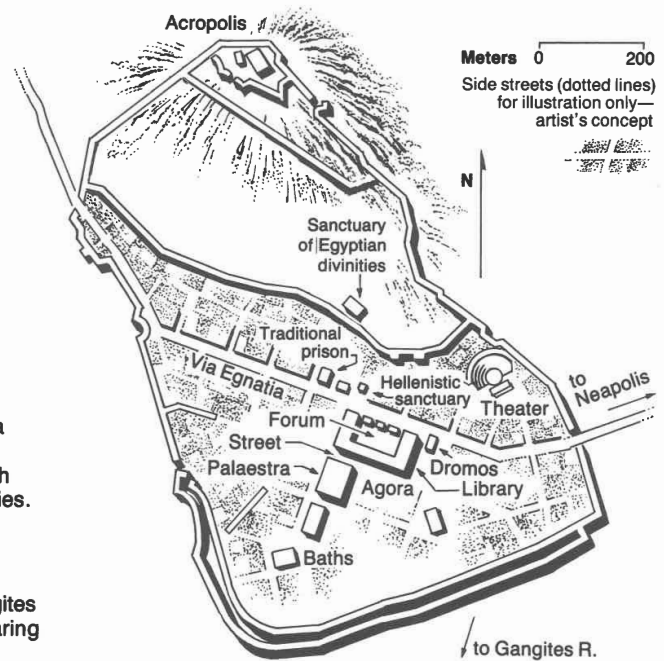 Acropolis
Meters 0 200
Side streets (dotted lines)
for illustration only—
artist's concept
N
Sanctuary
of Egyptian
divinities
Traditional
prison
Via Egnatia
Hellenistic
sanctuary
Theater
to
Neapolis
Forum
Street
Palaestra
Agora
Dromos
Library
Baths
to Gangites R.
a
ies.